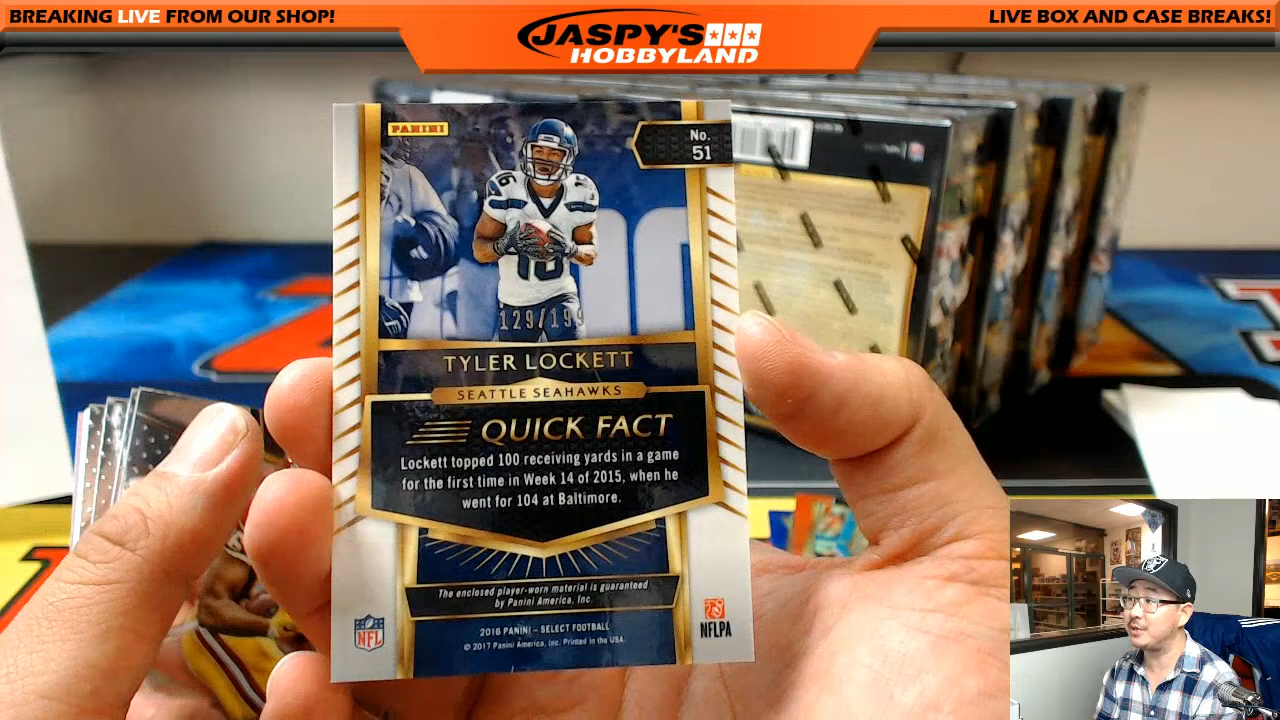 BREAKING LIVE FROM OUR SHOP!
JASPY'S
HOBBYLAND
LIVE BOX AND CASE BREAKS!
PANINI
No.
51
129/199
TYLER LOCKETT
SEATTLE SEAHAWKS
QUICK FACT
Lockett topped 100 receiving yards in a game
for the first time in Week 14 of 2015, when he
went for 104 at Baltimore.
The enclosed player-worn material is guaranteed
by Panini America, Inc.
NFL
NFLPA
2016 PANINI – SELECT FOOTBALL
© 2017 Panini America, Inc. Printed in the USA.